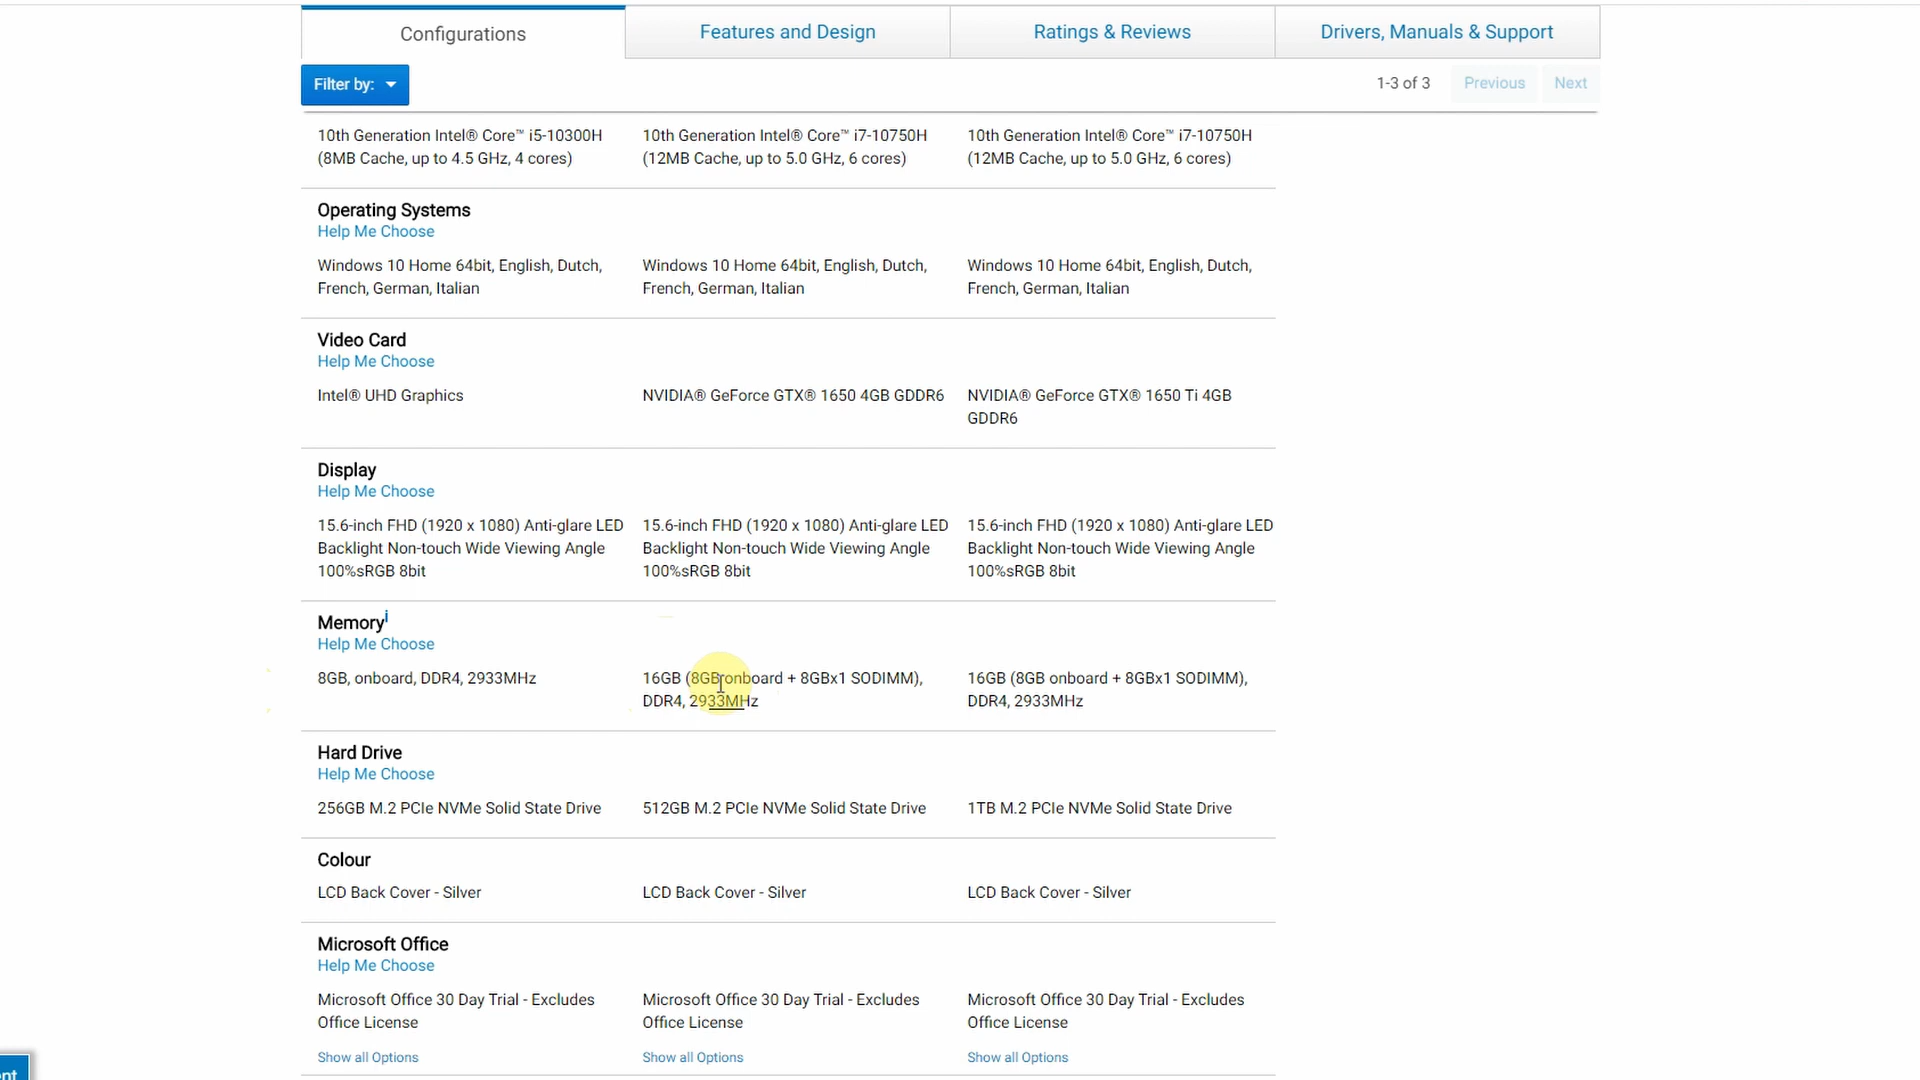 Configurations
Features and Design
Ratings & Reviews
Drivers, Manuals & Support
Filter by:
1-3 of 3
Previous
Next
10th Generation Intel® Core™ i5-10300H
(8MB Cache, up to 4.5 GHz, 4 cores)
10th Generation Intel® Core™ i7-10750H
(12MB Cache, up to 5.0 GHz, 6 cores)
10th Generation Intel® Core™ i7-10750H
(12MB Cache, up to 5.0 GHz, 6 cores)
Operating Systems
Help Me Choose
Windows 10 Home 64bit, English, Dutch,
French, German, Italian
Windows 10 Home 64bit, English, Dutch,
French, German, Italian
Windows 10 Home 64bit, English, Dutch,
French, German, Italian
Video Card
Help Me Choose
Intel® UHD Graphics
NVIDIA® GeForce GTX® 1650 4GB GDDR6
NVIDIA® GeForce GTX® 1650 Ti 4GB
GDDR6
Display
Help Me Choose
15.6-inch FHD (1920 x 1080) Anti-glare LED
Backlight Non-touch Wide Viewing Angle
100%sRGB 8bit
15.6-inch FHD (1920 x 1080) Anti-glare LED
Backlight Non-touch Wide Viewing Angle
100%sRGB 8bit
15.6-inch FHD (1920 x 1080) Anti-glare LED
Backlight Non-touch Wide Viewing Angle
100%sRGB 8bit
Memory i
Help Me Choose
8GB, onboard, DDR4, 2933MHz
16GB (8GB onboard + 8GBx1 SODIMM),
DDR4, 2933MHz
16GB (8GB onboard + 8GBx1 SODIMM),
DDR4, 2933MHz
Hard Drive
Help Me Choose
256GB M.2 PCIe NVMe Solid State Drive
512GB M.2 PCIe NVMe Solid State Drive
1TB M.2 PCIe NVMe Solid State Drive
Colour
LCD Back Cover - Silver
LCD Back Cover - Silver
LCD Back Cover - Silver
Microsoft Office
Help Me Choose
Microsoft Office 30 Day Trial - Excludes
Office License
Microsoft Office 30 Day Trial - Excludes
Office License
Microsoft Office 30 Day Trial - Excludes
Office License
Show all Options
Show all Options
Show all Options